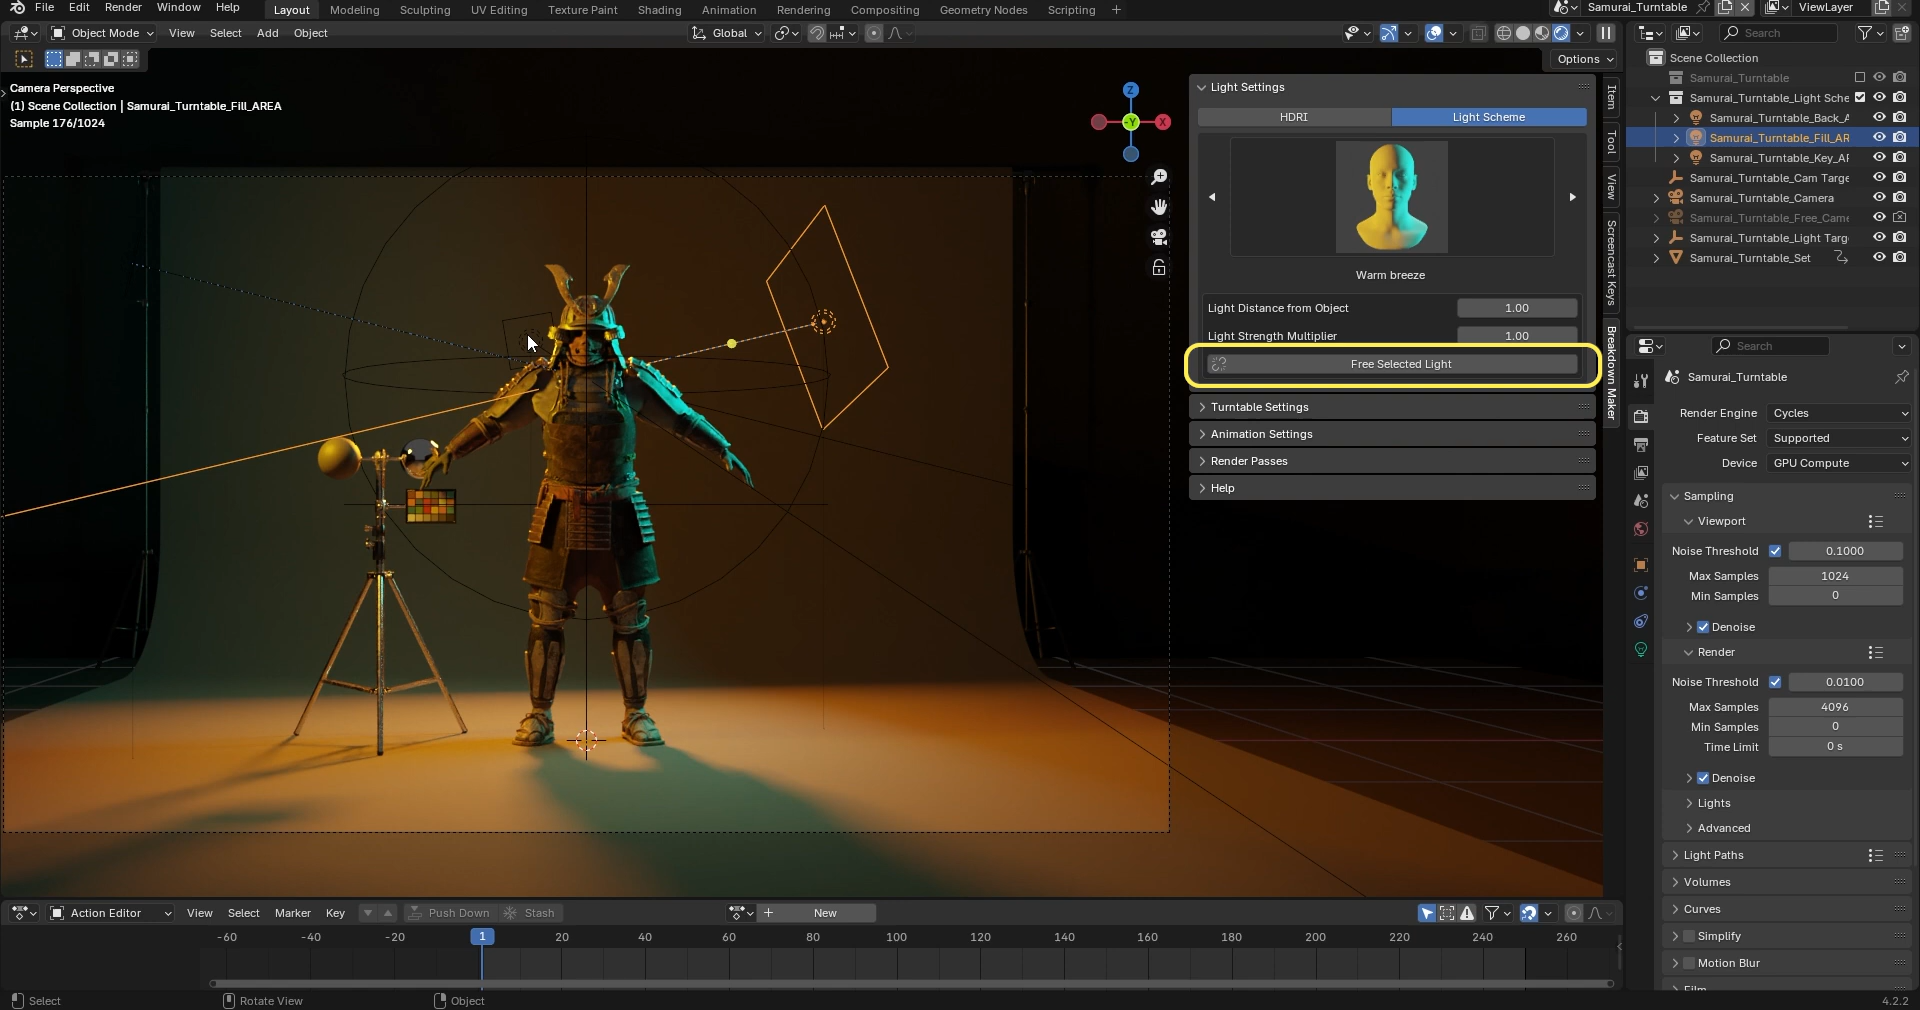 File Edit Render Window Help Layout Modeling Sculpting UV Editing Texture Paint Shading Animation Rendering Compositing Geometry Nodes Scripting + Samurai_Turntable ViewLayer
Object Mode View Select Add Object Global Search
Options
Camera Perspective
(1) Scene Collection | Samurai_Turntable_Fill_AREA
Sample 176/1024
Z
-Y
X
Light Settings
HDRI Light Scheme
Warm breeze
Light Distance from Object 1.00
Light Strength Multiplier 1.00
Free Selected Light
Turntable Settings
Animation Settings
Render Passes
Help
Item
Tool
View
Screencast Keys
Breakdown Maker
Scene Collection
Samurai_Turntable
Samurai_Turntable_Light Sche
Samurai_Turntable_Back_A
Samurai_Turntable_Fill_AR
Samurai_Turntable_Key_AI
Samurai_Turntable_Cam Targe
Samurai_Turntable_Camera
Samurai_Turntable_Free_Came
Samurai_Turntable_Light Targ
Samurai_Turntable_Set
Search
Samurai_Turntable
Render Engine Cycles
Feature Set Supported
Device GPU Compute
Sampling
Viewport
Noise Threshold 0.1000
Max Samples 1024
Min Samples 0
Denoise
Render
Noise Threshold 0.0100
Max Samples 4096
Min Samples 0
Time Limit 0 s
Denoise
Lights
Advanced
Light Paths
Volumes
Curves
Simplify
Motion Blur
Film
Action Editor View Select Marker Key Push Down Stash + New
-60 -40 -20 1 20 40 60 80 100 120 140 160 180 200 220 240 260
Select Rotate View Object 4.2.2